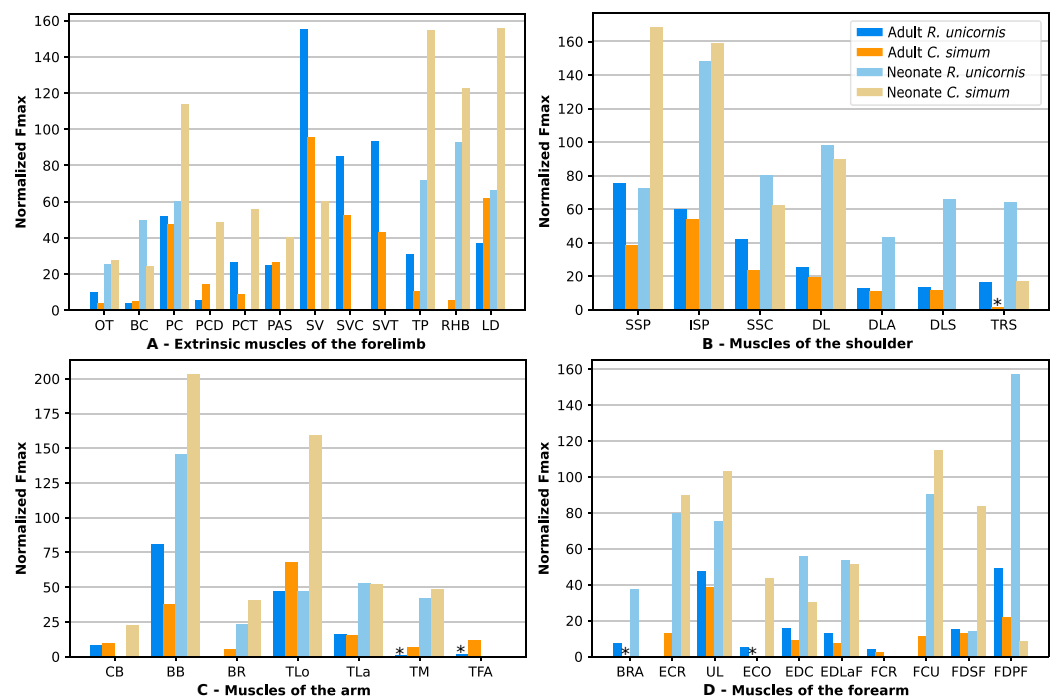 Normalized Fmax
160
140
120
100
80
60
40
20
0
OT BC PC PCD PCT PAS SV SVC SVT TP RHB LD
A - Extrinsic muscles of the forelimb
Normalized Fmax
160
140
120
100
80
60
40
20
0
Adult R. unicornis
Adult C. simum
Neonate R. unicornis
Neonate C. simum
*
SSP ISP SSC DL DLA DLS TRS
B - Muscles of the shoulder
Normalized Fmax
200
175
150
125
100
75
50
25
0
* *
CB BB BR TLo TLa TM TFA
C - Muscles of the arm
Normalized Fmax
160
140
120
100
80
60
40
20
0
* *
BRA ECR UL ECO EDC EDLaF FCR FCU FDSF FDPF
D - Muscles of the forearm